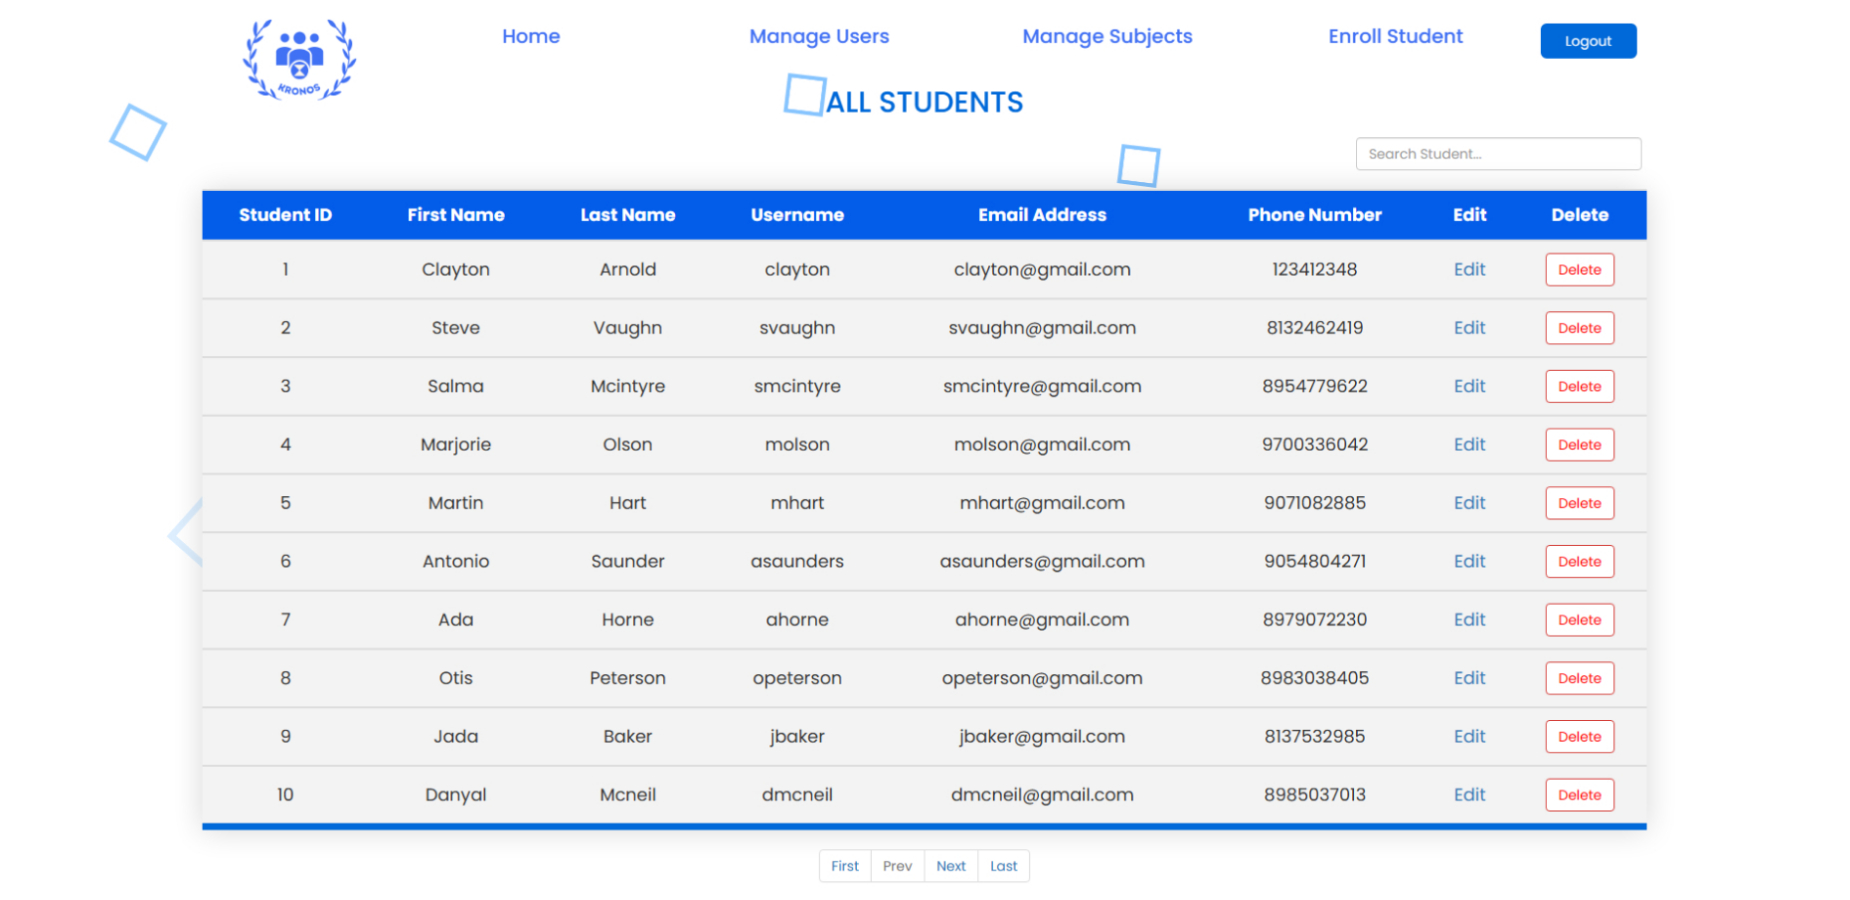 KRONOS
Home Manage Users Manage Subjects Enroll Student Logout
ALL STUDENTS
Search Student...
Student ID First Name Last Name Username Email Address Phone Number Edit Delete
1 Clayton Arnold clayton clayton@gmail.com 123412348 Edit Delete
2 Steve Vaughn svaughn svaughn@gmail.com 8132462419 Edit Delete
3 Salma Mcintyre smcintyre smcintyre@gmail.com 8954779622 Edit Delete
4 Marjorie Olson molson molson@gmail.com 9700336042 Edit Delete
5 Martin Hart mhart mhart@gmail.com 9071082885 Edit Delete
6 Antonio Saunder asaunders asaunders@gmail.com 9054804271 Edit Delete
7 Ada Horne ahorne ahorne@gmail.com 8979072230 Edit Delete
8 Otis Peterson opeterson opeterson@gmail.com 8983038405 Edit Delete
9 Jada Baker jbaker jbaker@gmail.com 8137532985 Edit Delete
10 Danyal Mcneil dmcneil dmcneil@gmail.com 8985037013 Edit Delete
First Prev Next Last